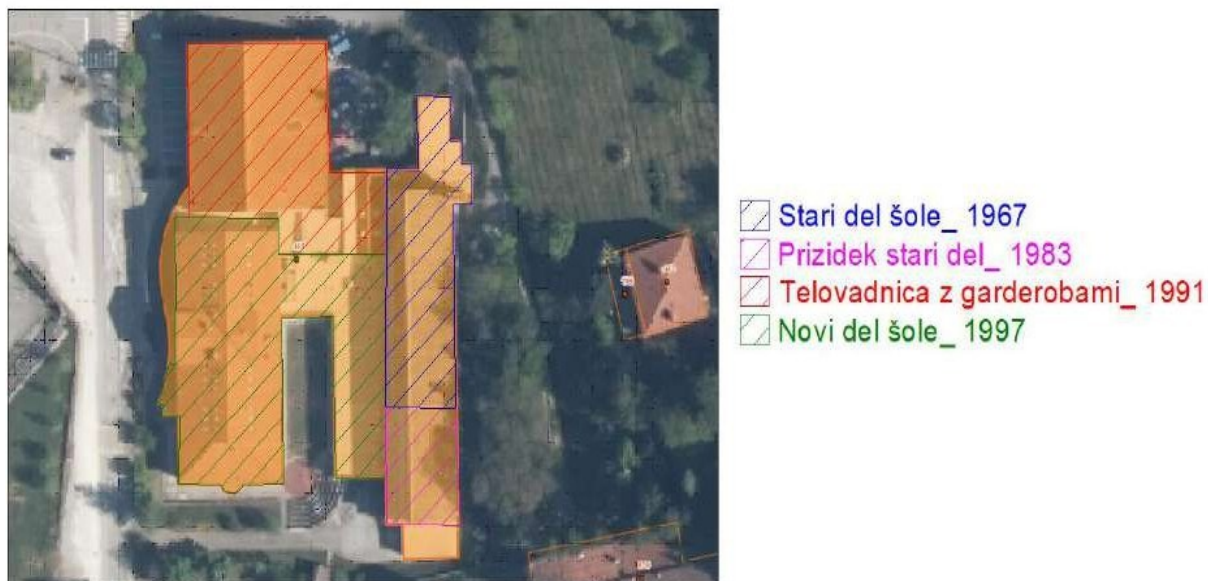 Stari del šole_ 1967
Prizidek stari del_ 1983
Telovadnica z garderobami_ 1991
Novi del šole_ 1997